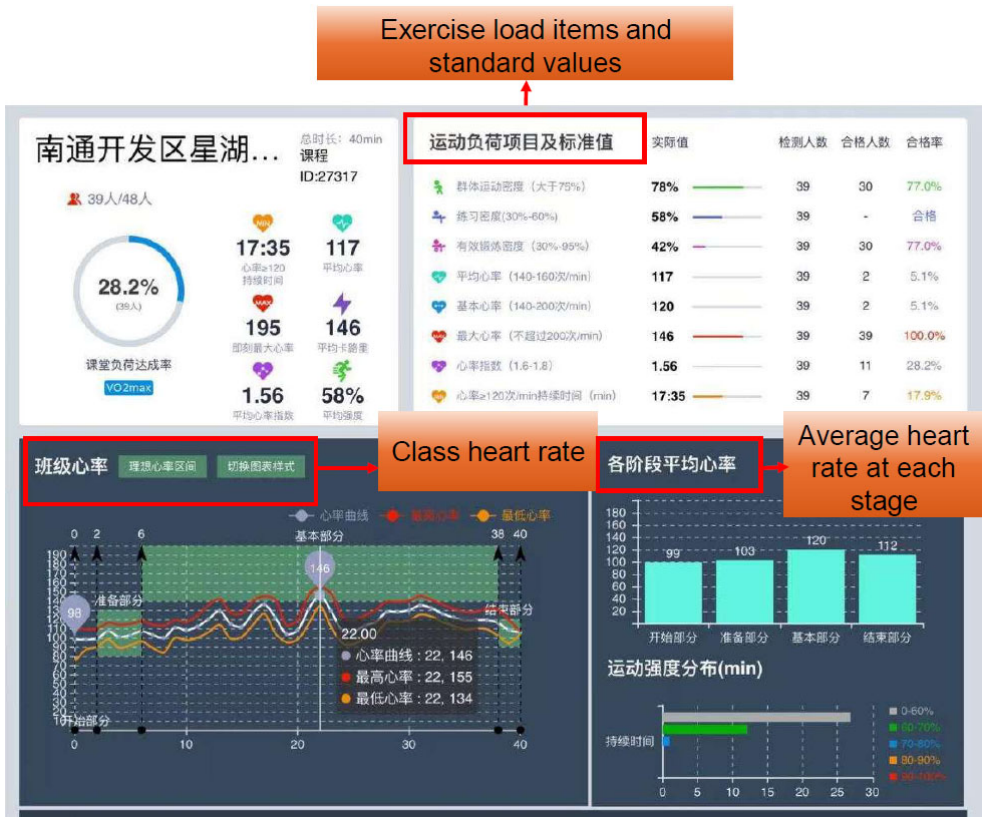 Exercise load items and
standard values
南通开发区星湖...
总时长：40min
课程
ID:27317
39人/48人
28.2%
(39人)
课堂负荷达成率
VO2max
17:35
心率≥120
持续时间
117
平均心率
195
即刻最大心率
146
平均卡路里
1.56
平均心率指数
58%
平均强度
运动负荷项目及标准值 实际值 检测人数 合格人数 合格率
群体运动密度（大于75%） 78% 39 30 77.0%
练习密度(30%-60%) 58% 39 - 合格
有效锻炼密度（30%-95%） 42% 39 30 77.0%
平均心率（140-160次/min） 117 39 2 5.1%
基本心率（140-200次/min） 120 39 2 5.1%
最大心率（不超过200次/min） 146 39 39 100.0%
心率指数（1.6-1.8） 1.56 39 11 28.2%
心率≥120次/min持续时间（min） 17:35 39 7 17.9%
班级心率 理想心率区间 切换图表样式
Class heart rate
心率曲线 最高心率 最低心率
0 2 6 基本部分 38 40
190
170
160
150
140
130
120
110
100
90
80
70
60
50
40
30
20
10
98
准备部分
146
结束部分
开始部分
22.00
心率曲线 : 22, 146
最高心率 : 22, 155
最低心率 : 22, 134
0 10 20 30 40
各阶段平均心率
Average heart
rate at each
stage
180
160
140
120
100
80
60
40
20
99 103 120 112
开始部分 准备部分 基本部分 结束部分
运动强度分布(min)
持续时间
0-60%
60-70%
70-80%
80-90%
90-100%
0 5 10 15 20 25 30